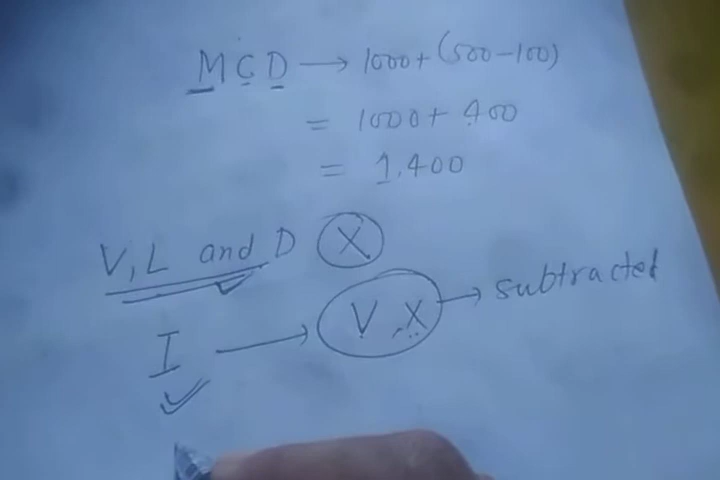 MCD → 1000+(500-100)
= 1000+ 400
= 1,400
V, L and D X
I → V, X → subtracted